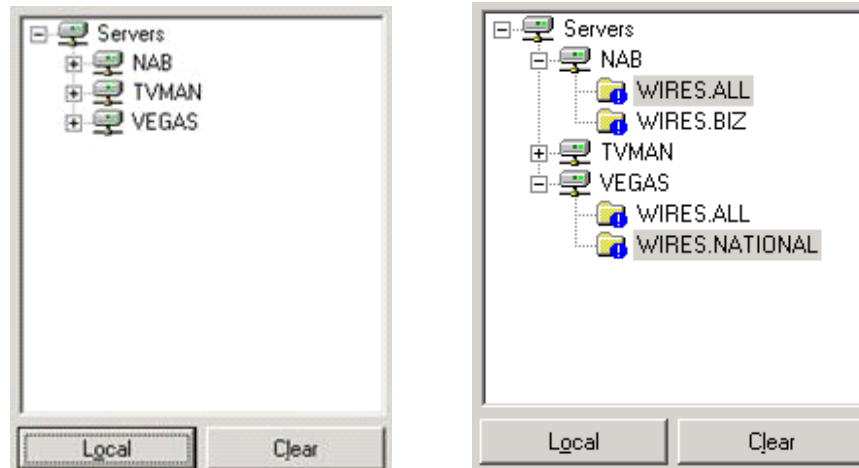 Servers
NAB
TVMAN
VEGAS
Local
Clear
Servers
NAB
WIRES.ALL
WIRES.BIZ
TVMAN
VEGAS
WIRES.ALL
WIRES.NATIONAL
Local
Clear